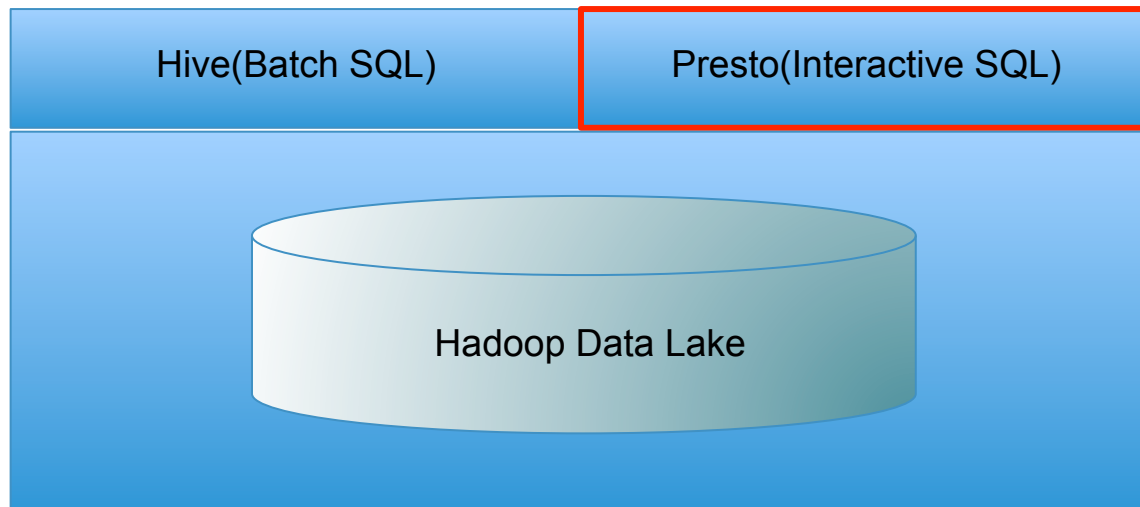 Hive(Batch SQL)
Presto(Interactive SQL)
Hadoop Data Lake